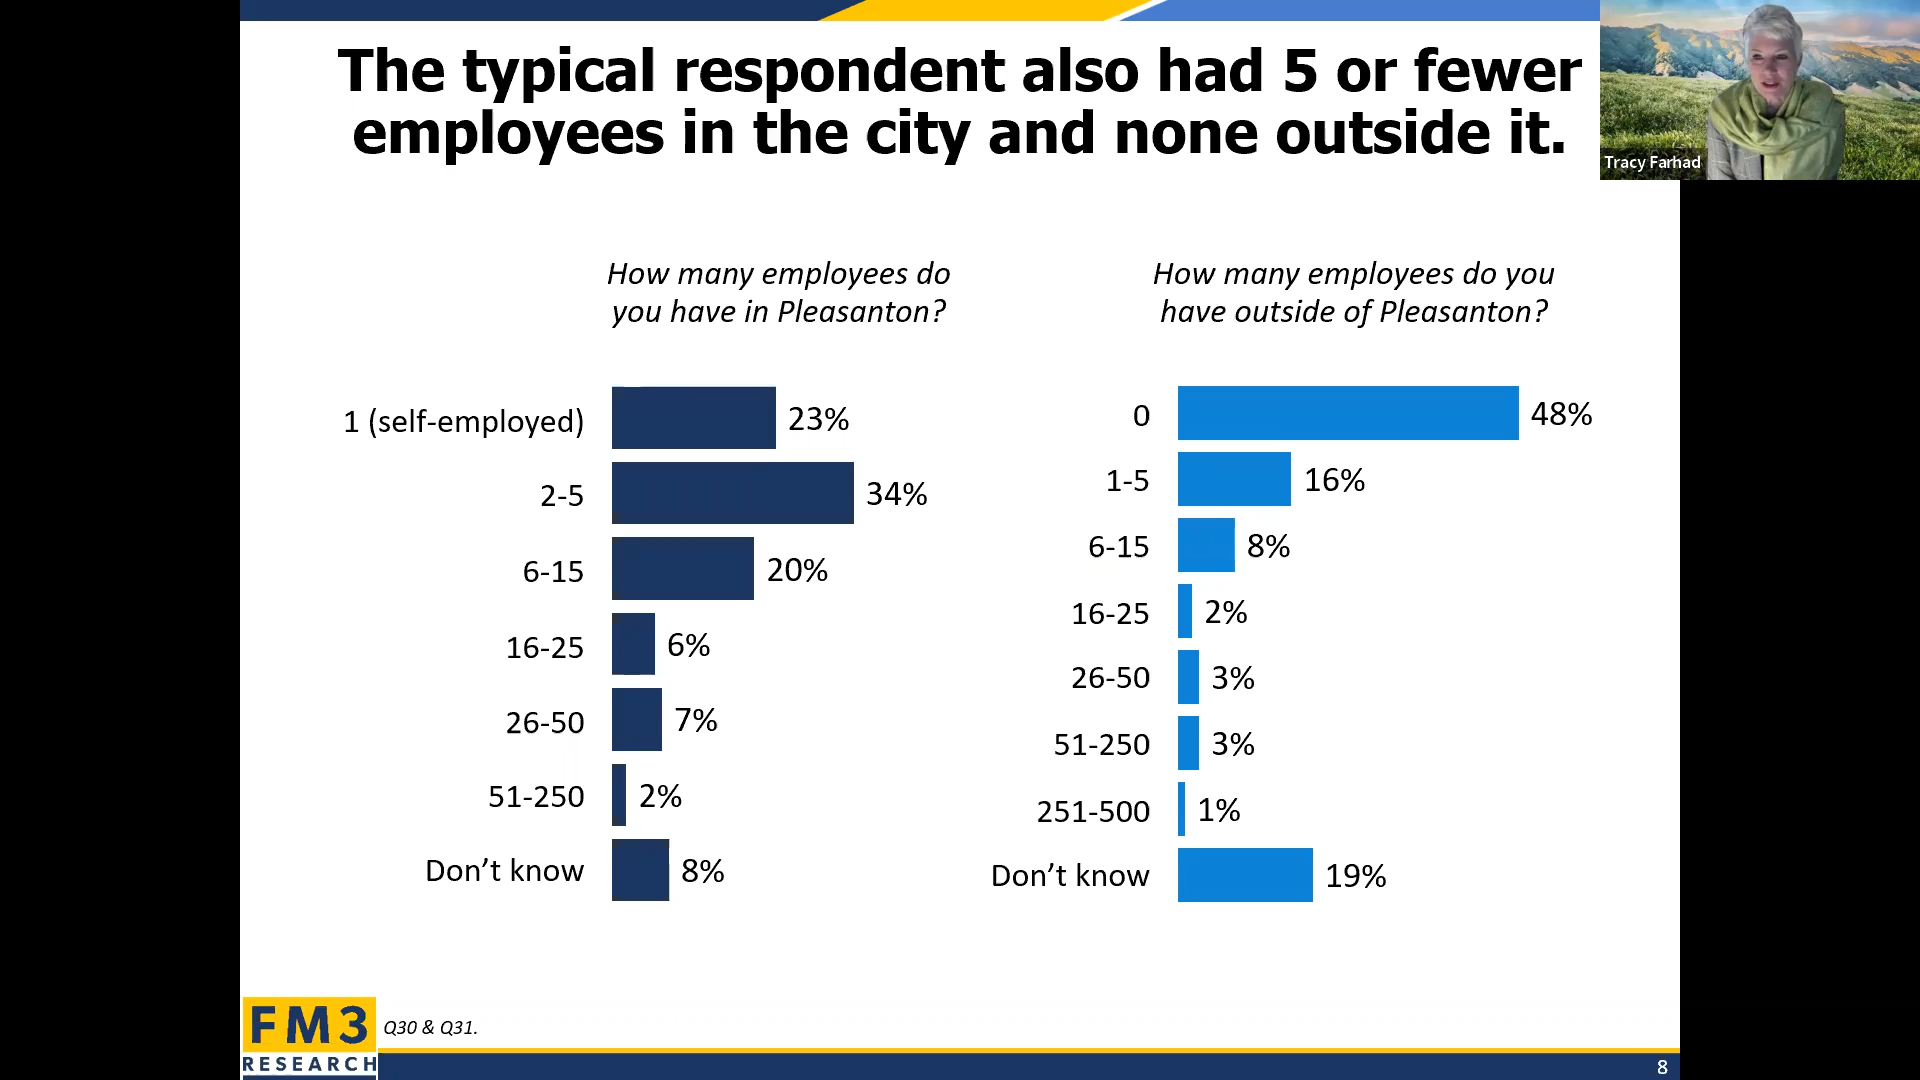 The typical respondent also had 5 or fewer
employees in the city and none outside it.
Tracy Farhad
How many employees do
you have in Pleasanton?
1 (self-employed) 23%
2-5 34%
6-15 20%
16-25 6%
26-50 7%
51-250 2%
Don’t know 8%
How many employees do you
have outside of Pleasanton?
0 48%
1-5 16%
6-15 8%
16-25 2%
26-50 3%
51-250 3%
251-500 1%
Don’t know 19%
FM3
RESEARCH
Q30 & Q31.
8